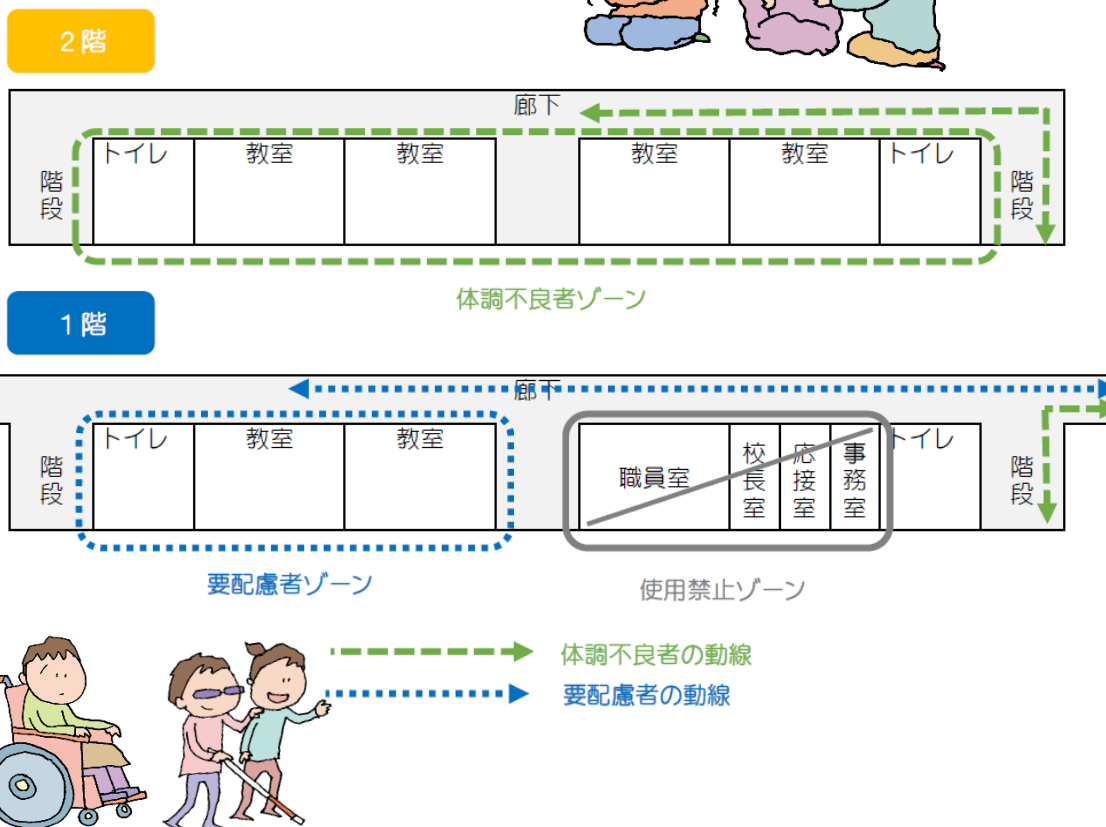 2階
廊下
階段
トイレ
教室
教室
教室
教室
トイレ
階段
体調不良者ゾーン
1階
廊下
階段
トイレ
教室
教室
職員室
校長室
応接室
事務室
トイレ
階段
要配慮者ゾーン
使用禁止ゾーン
体調不良者の動線
要配慮者の動線